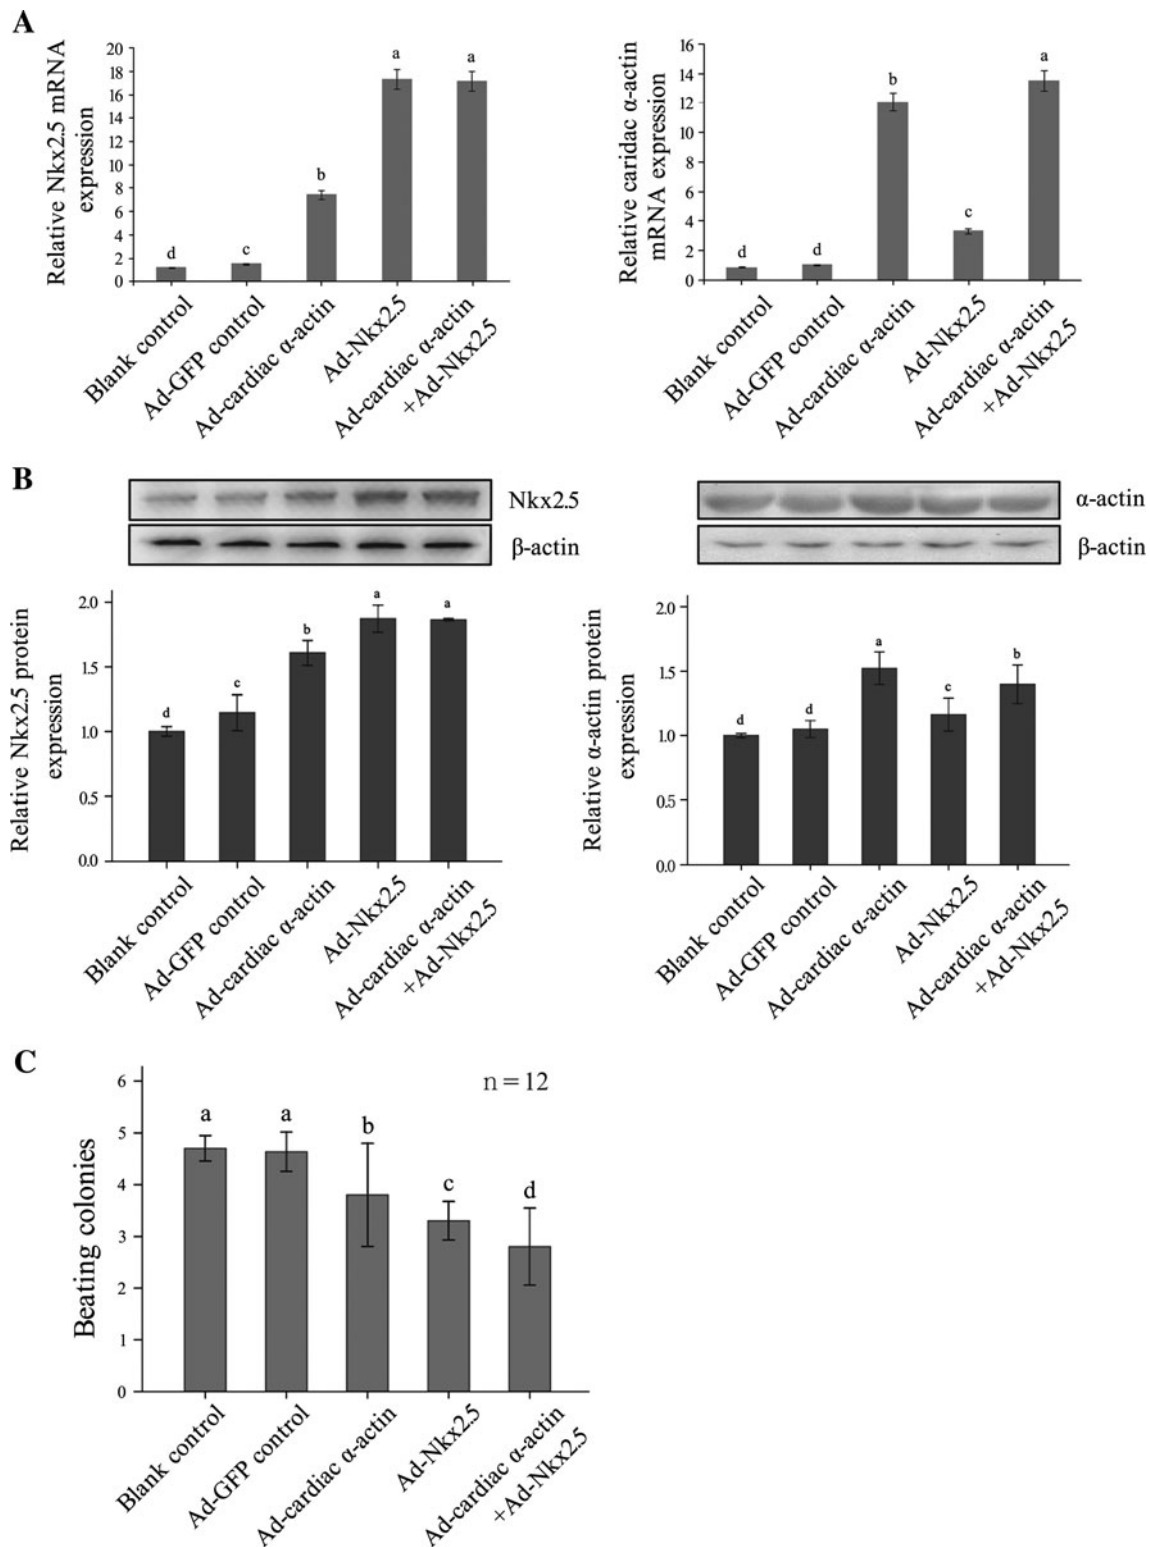 A
Relative Nkx2.5 mRNA
expression
20
18
16
14
12
10
8
6
4
2
0
d
c
b
a
a
Blank control
Ad-GFP control
Ad-cardiac α-actin
Ad-Nkx2.5
Ad-cardiac α-actin
+Ad-Nkx2.5
Relative caridac α-actin
mRNA expression
16
14
12
10
8
6
4
2
0
d
d
b
c
a
Blank control
Ad-GFP control
Ad-cardiac α-actin
Ad-Nkx2.5
Ad-cardiac α-actin
+Ad-Nkx2.5
B
Nkx2.5
β-actin
Relative Nkx2.5 protein
expression
2.0
1.5
1.0
0.5
0.0
d
c
b
a
a
Blank control
Ad-GFP control
Ad-cardiac α-actin
Ad-Nkx2.5
Ad-cardiac α-actin
+Ad-Nkx2.5
α-actin
β-actin
Relative α-actin protein
expression
2.0
1.5
1.0
0.5
0.0
d
d
a
c
b
Blank control
Ad-GFP control
Ad-cardiac α-actin
Ad-Nkx2.5
Ad-cardiac α-actin
+Ad-Nkx2.5
C
Beating colonies
6
5
4
3
2
1
0
n = 12
a
a
b
c
d
Blank control
Ad-GFP control
Ad-cardiac α-actin
Ad-Nkx2.5
Ad-cardiac α-actin
+Ad-Nkx2.5